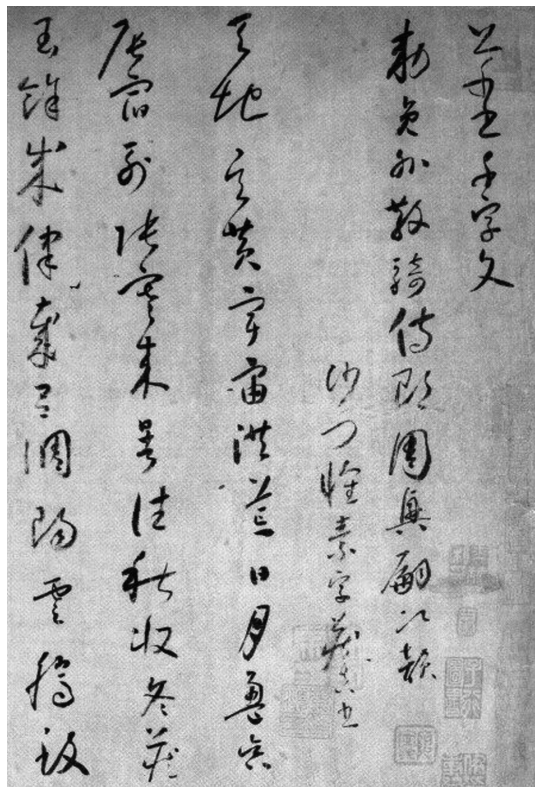 草書千字文
敕員外散騎侍郎周興嗣次韻
沙門懷素字藏真書
天地玄黃宇宙洪荒日月盈昃
辰宿列張寒來暑往秋收冬藏
閏餘成律歲呂調陽雲騰致